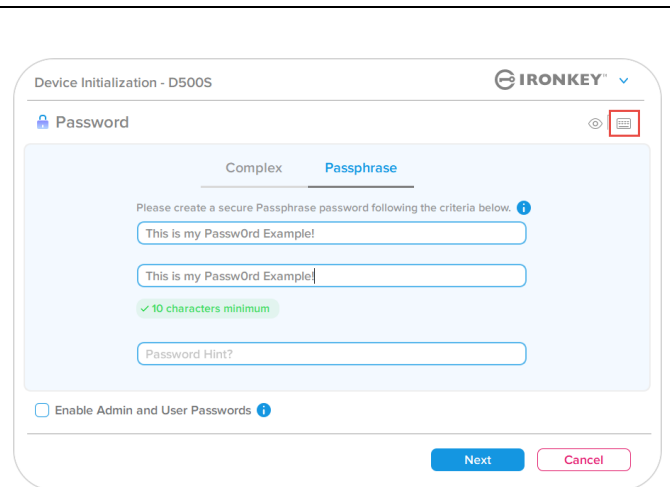 Device Initialization - D500S
IRONKEY™
Password
Complex Passphrase
Please create a secure Passphrase password following the criteria below.
This is my Passw0rd Example!
This is my Passw0rd Example!
✓ 10 characters minimum
Password Hint?
Enable Admin and User Passwords
Next Cancel